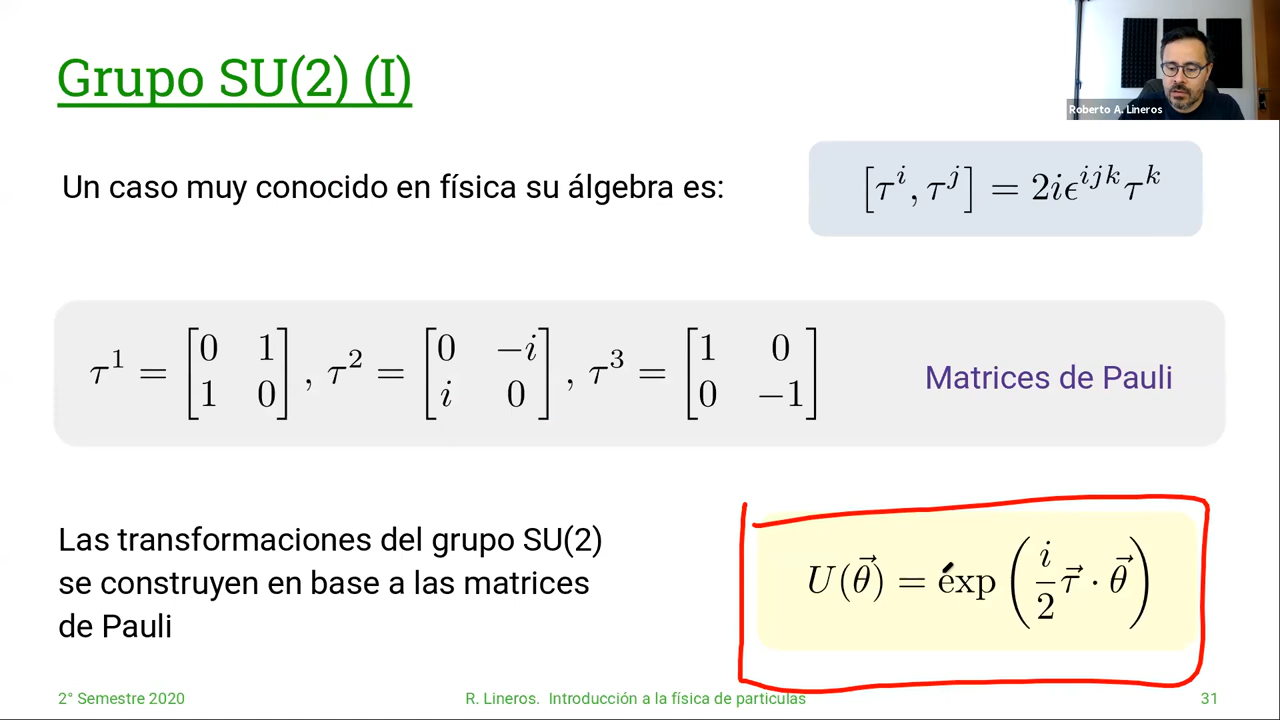 Grupo SU(2) (I)
Roberto A. Lineros
Un caso muy conocido en física su álgebra es:
[τ^i, τ^j] = 2iϵ^{ijk}τ^k
τ^1 = [0 1; 1 0], τ^2 = [0 −i; i 0], τ^3 = [1 0; 0 −1]
Matrices de Pauli
Las transformaciones del grupo SU(2)
se construyen en base a las matrices
de Pauli
U(θ⃗) = exp(i/2 τ⃗ · θ⃗)
2° Semestre 2020
R. Lineros. Introducción a la física de particulas
31